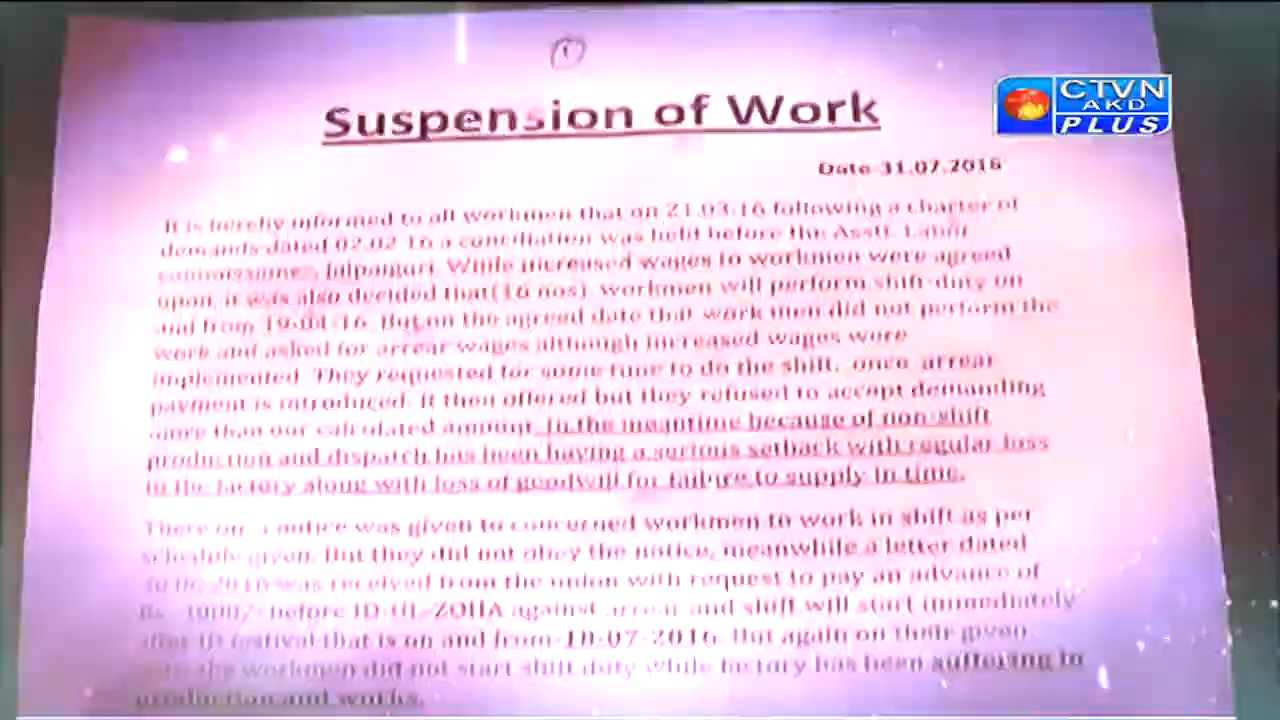 Suspension of Work
CTVN
AKD
PLUS
Date 31.07.2016
It is hereby informed to all workmen that on 21.03.16 following a charter of
demands dated 02.02.16 a conciliation was held before the Asstt. Labor
Jalpaiguri. While increased wages to workmen were agreed
upon, it was also decided that (16 nos) workmen will perform shift-duty on
and from 19-04-16. But on the agreed date that work men did not perform the
work and asked for arrear wages although increased wages were
implemented. They requested for some time to do the shift, once arrear
payment is introduced. it then offered but they refused to accept demanding
more than our calculated amount. In the meantime because of non-shift
production and dispatch has been having a serious setback with regular loss
to the factory along with loss of goodwill for failure to supply in time.
There on a notice was given to concerned workmen to work in shift as per
schedule given. But they did not obey the notice, meanwhile a letter dated
2016 was received from the union with request to pay an advance of
before ID-UL-ZOHA against arrear and shift will start immediately
after ID festival that is on and from 10-07-2016. But again on their given
the workmen did not start shift duty while factory has been suffering in
production and works.